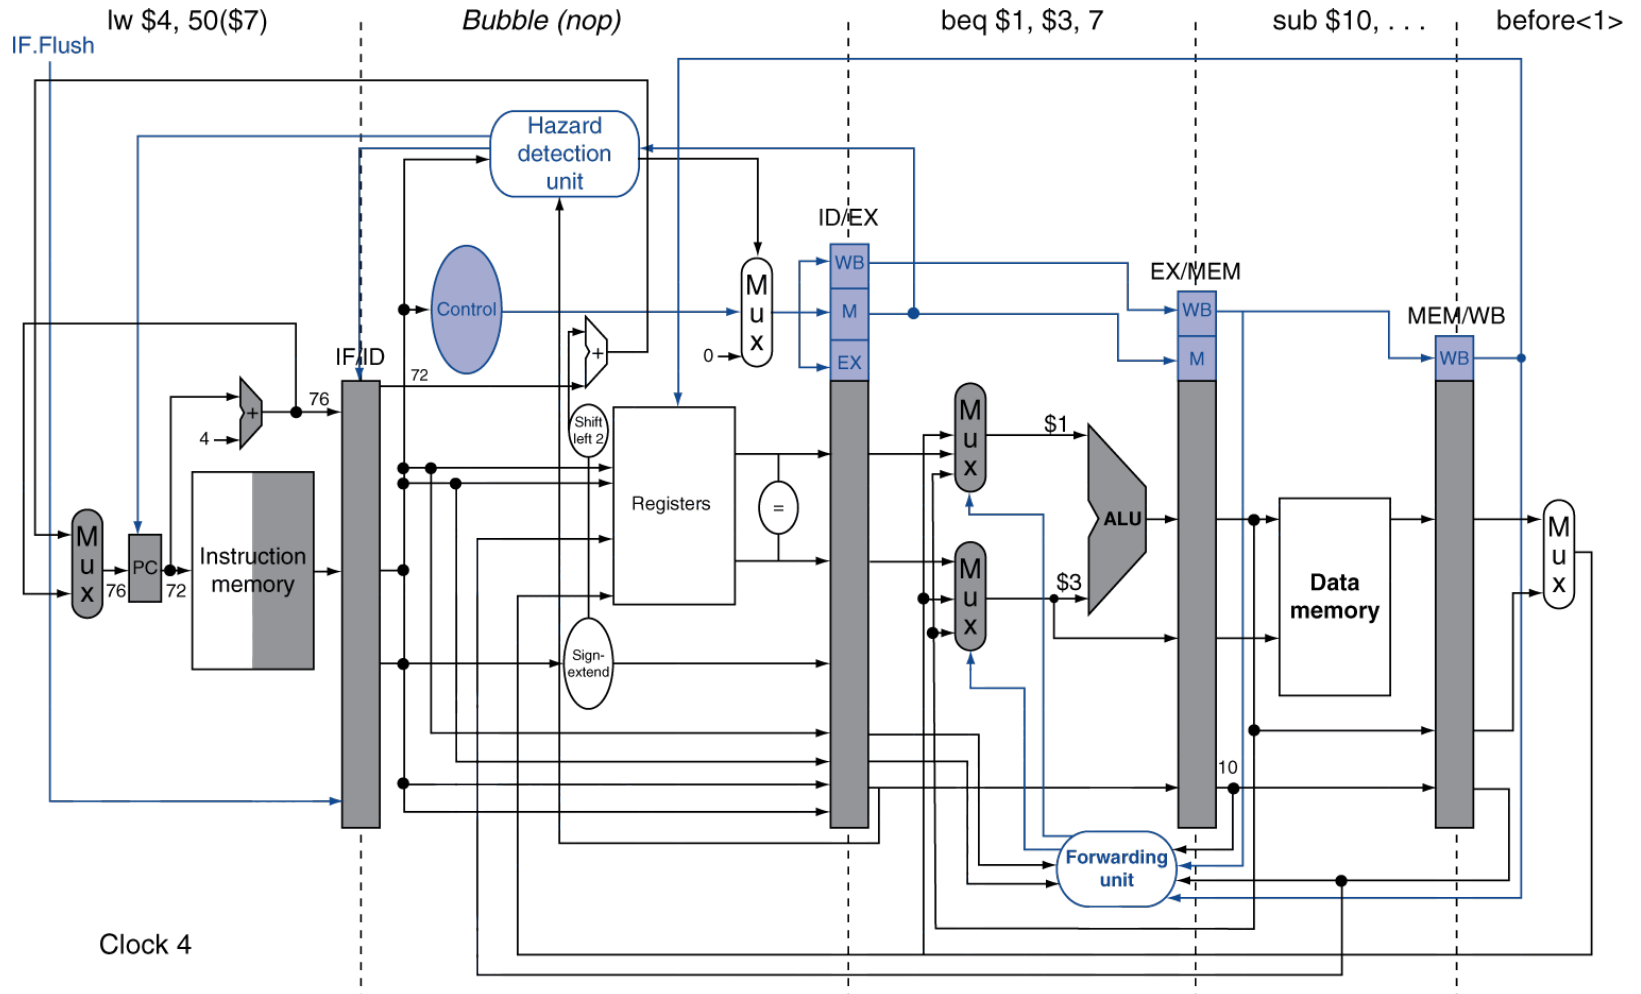 lw $4, 50($7)
Bubble (nop)
beq $1, $3, 7
sub $10, . . .
before<1>
IF.Flush
Hazard
detection
unit
ID/EX
WB
M
EX
EX/MEM
WB
M
MEM/WB
WB
Control
M
u
x
0
IF/ID
72
+
76
+
4
Shift
left 2
M
u
x
$1
Registers
=
ALU
M
u
x
PC
76
72
Instruction
memory
M
u
x
$3
Data
memory
M
u
x
Sign-
extend
10
Forwarding
unit
Clock 4